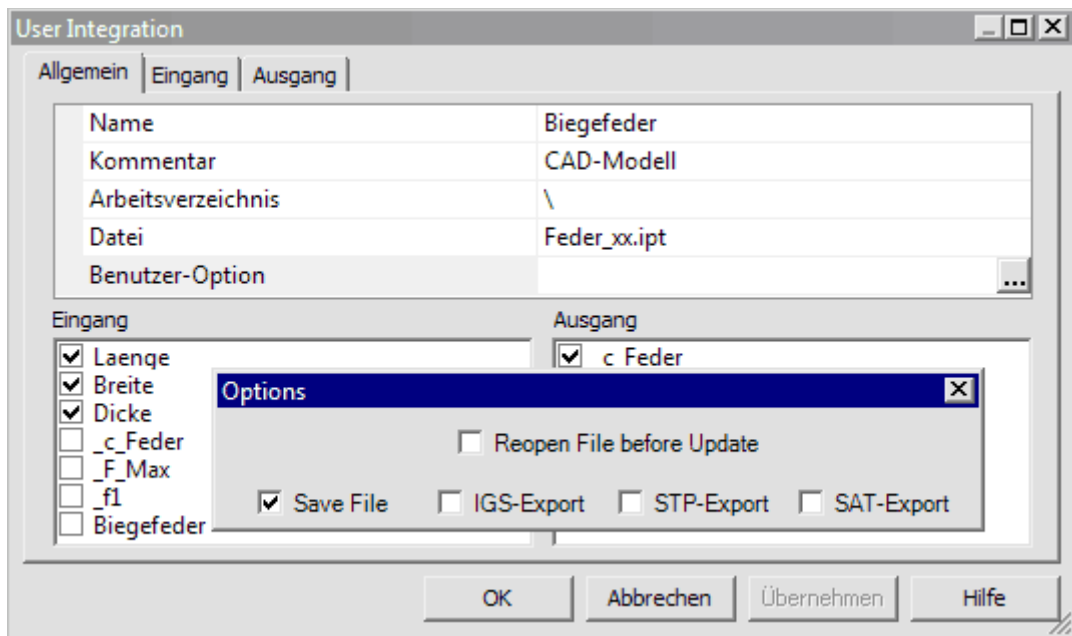 User Integration
Allgemein Eingang Ausgang
Name Biegefeder
Kommentar CAD-Modell
Arbeitsverzeichnis \
Datei Feder_xx.ipt
Benutzer-Option ...
Eingang Ausgang
Laenge _c_Feder
Breite
Dicke
_c_Feder
_F_Max
_f1
Biegefeder
Options
Reopen File before Update
Save File IGS-Export STP-Export SAT-Export
OK Abbrechen Übernehmen Hilfe